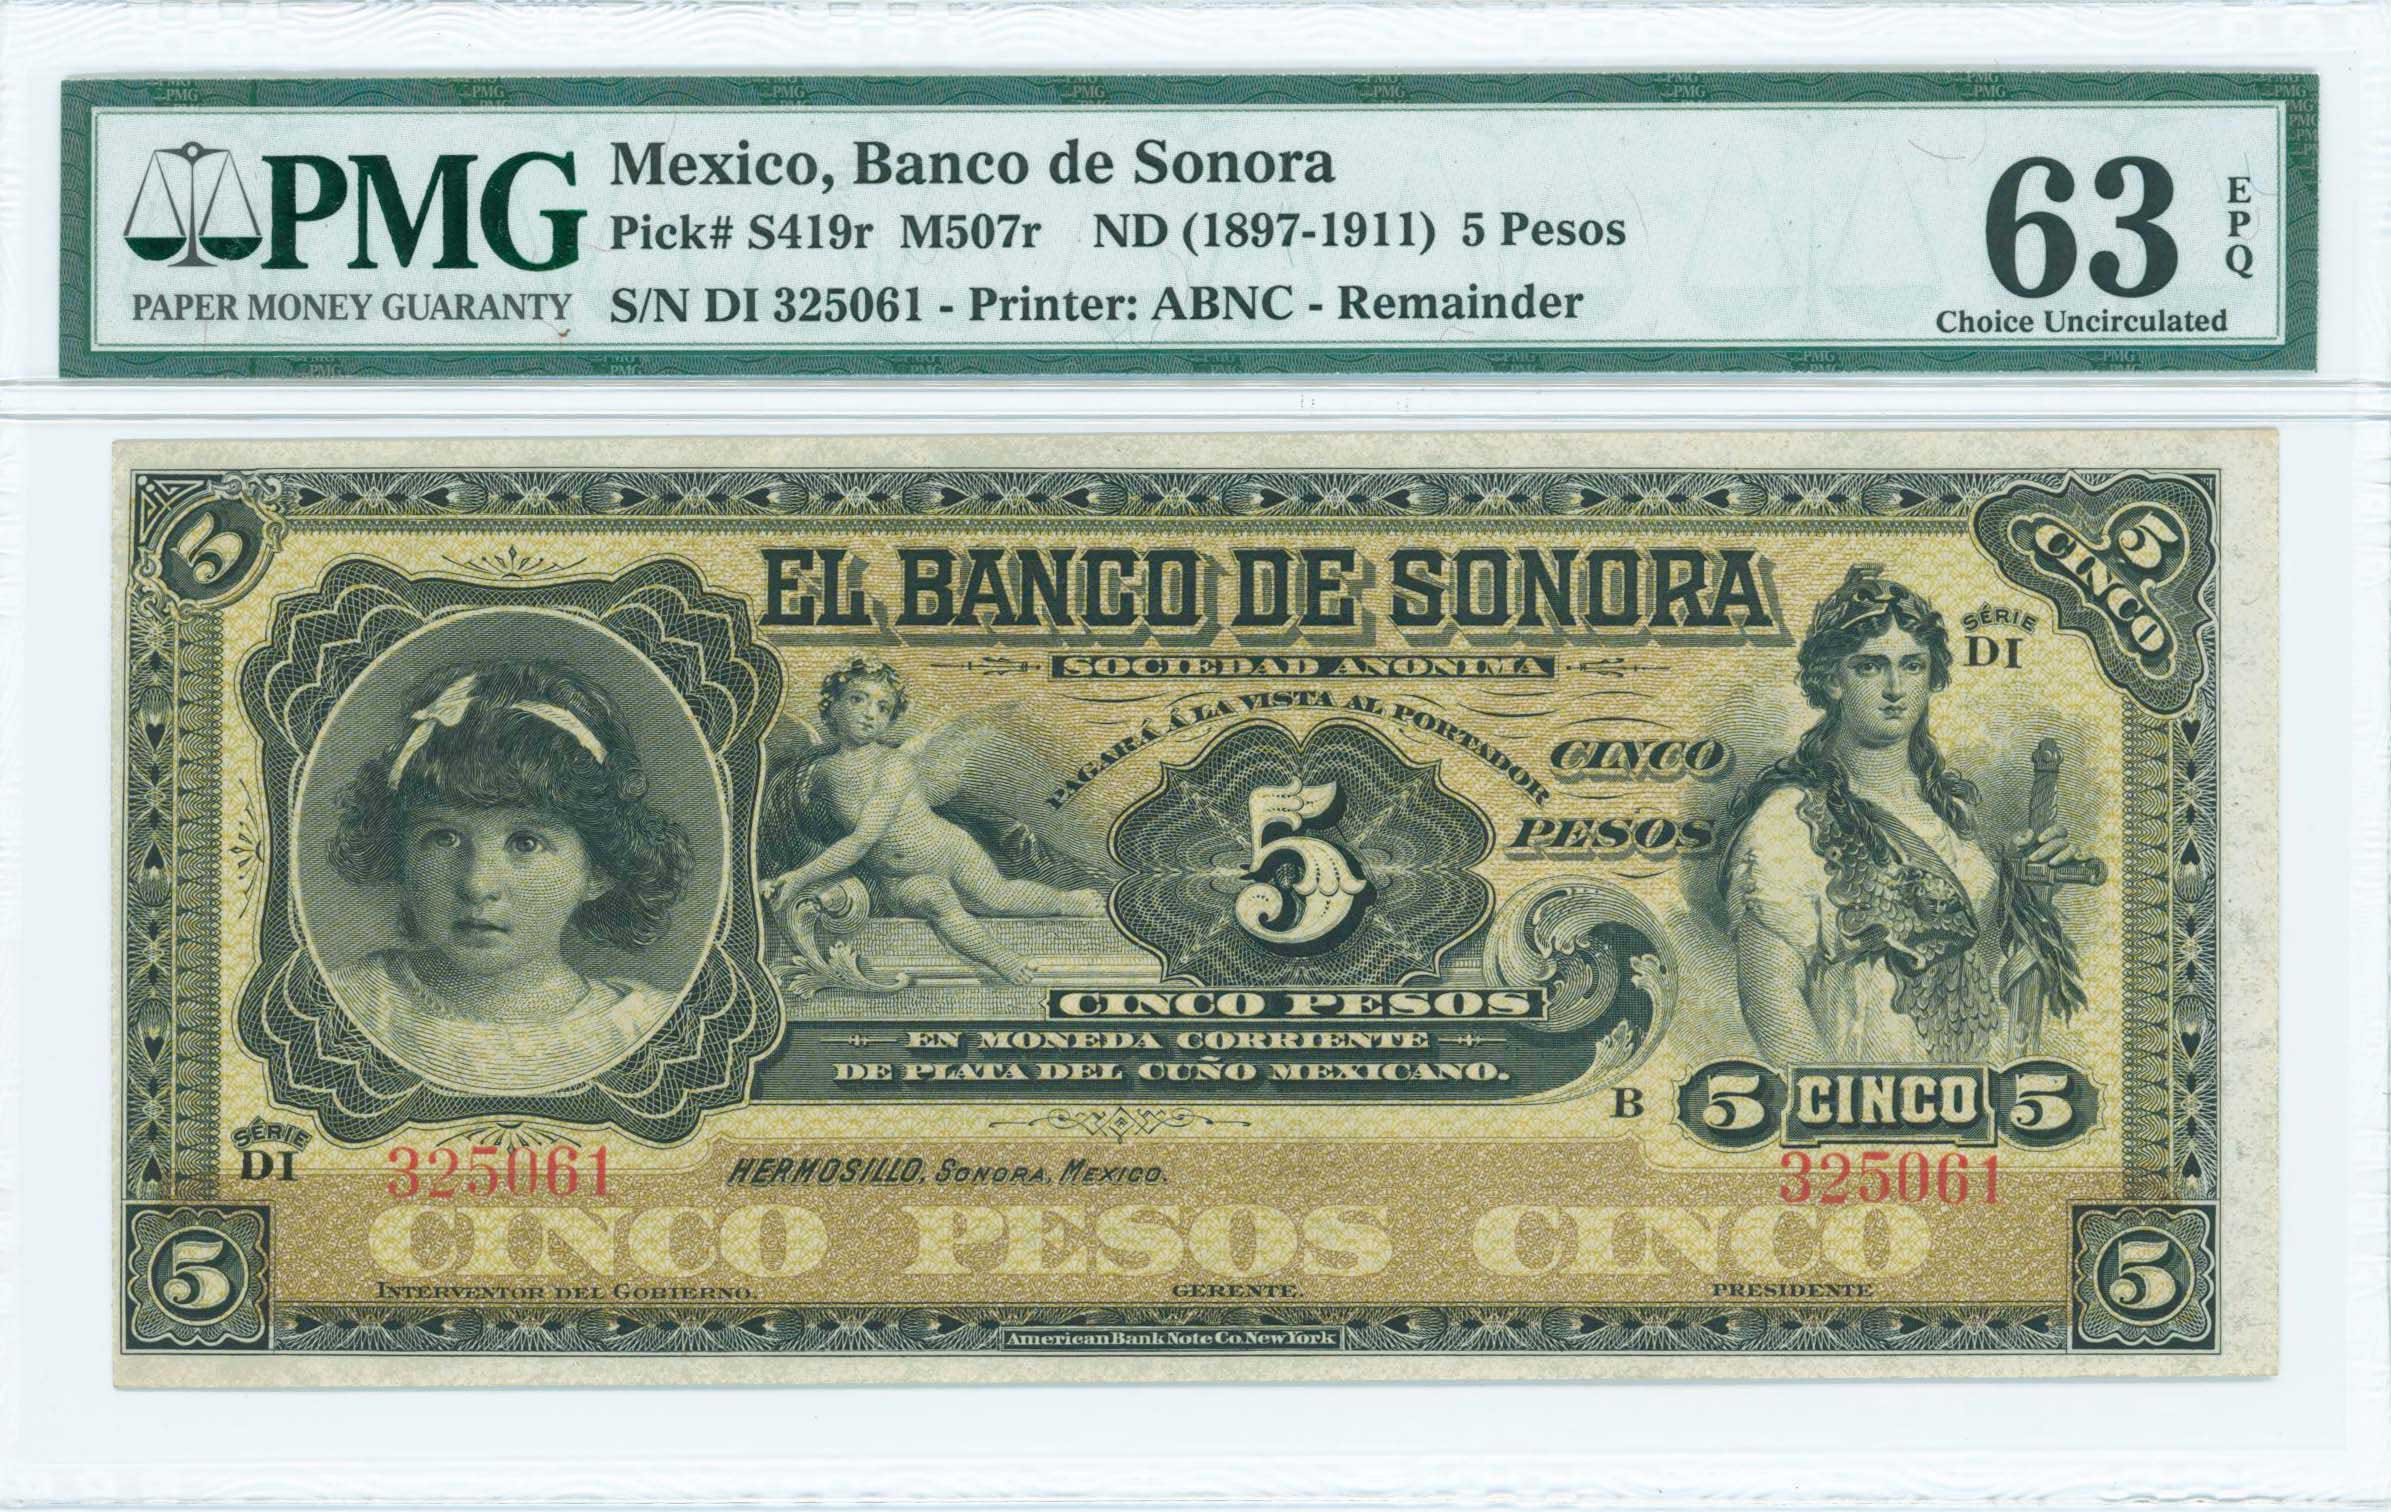 PMG
PAPER MONEY GUARANTY
Mexico, Banco de Sonora
Pick# S419r M507r ND (1897-1911) 5 Pesos
S/N DI 325061 - Printer: ABNC - Remainder
63
EPQ
Choice Uncirculated
5
5
CINCO
EL BANCO DE SONORA
SÉRIE
DI
SOCIEDAD ANONIMA
PAGARÁ Á LA VISTA AL PORTADOR
CINCO
PESOS
5
CINCO PESOS
EN MONEDA CORRIENTE
DE PLATA DEL CUÑO MEXICANO.
B
5 CINCO 5
SÉRIE
DI
325061
HERMOSILLO, SONORA, MEXICO.
325061
CINCO PESOS CINCO
5
5
INTERVENTOR DEL GOBIERNO.
GERENTE.
PRESIDENTE
American Bank Note Co. New York